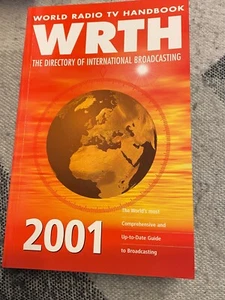 WORLD RADIO TV HANDBOOK
WRTH
THE DIRECTORY OF INTERNATIONAL BROADCASTING
2001
The World's Most
Comprehensive and
Up-to-Date Guide
to Broadcasting